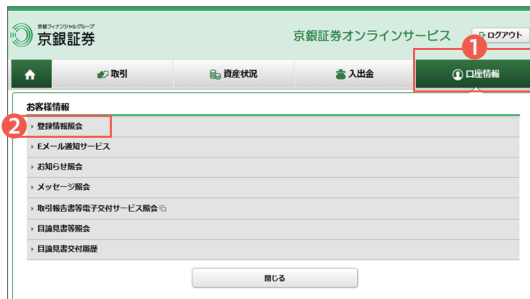 京都フィナンシャルグループ
京銀証券
京銀証券オンラインサービス
ログアウト
1
取引
資産状況
入出金
口座情報
お客様情報
2
登録情報照会
Eメール通知サービス
お知らせ照会
メッセージ照会
取引報告書等電子交付サービス照会
目論見書等照会
目論見書交付履歴
閉じる